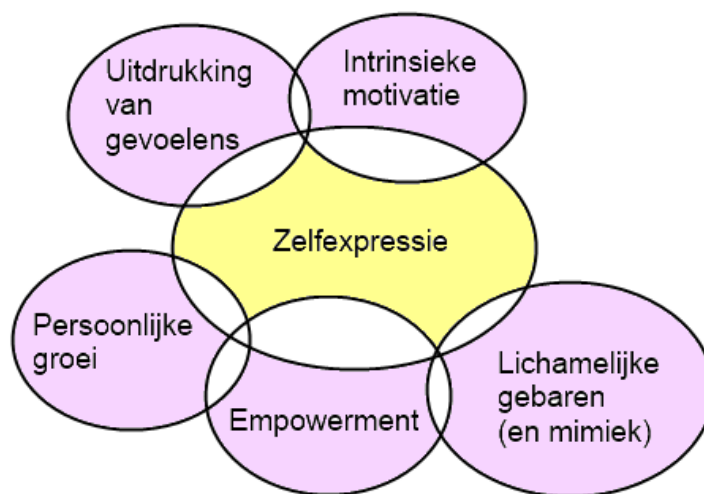 Uitdrukking
van
gevoelens
Intrinsieke
motivatie
Zelfexpressie
Persoonlijke
groei
Empowerment
Lichamelijke
gebaren
(en mimiek)